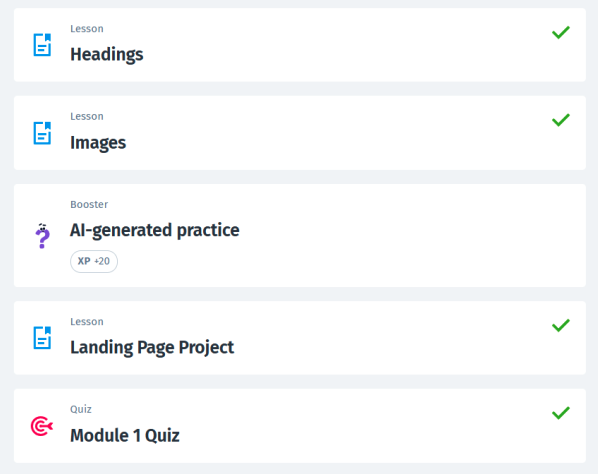 Lesson
Headings
Lesson
Images
Booster
AI-generated practice
XP +20
Lesson
Landing Page Project
Quiz
Module 1 Quiz